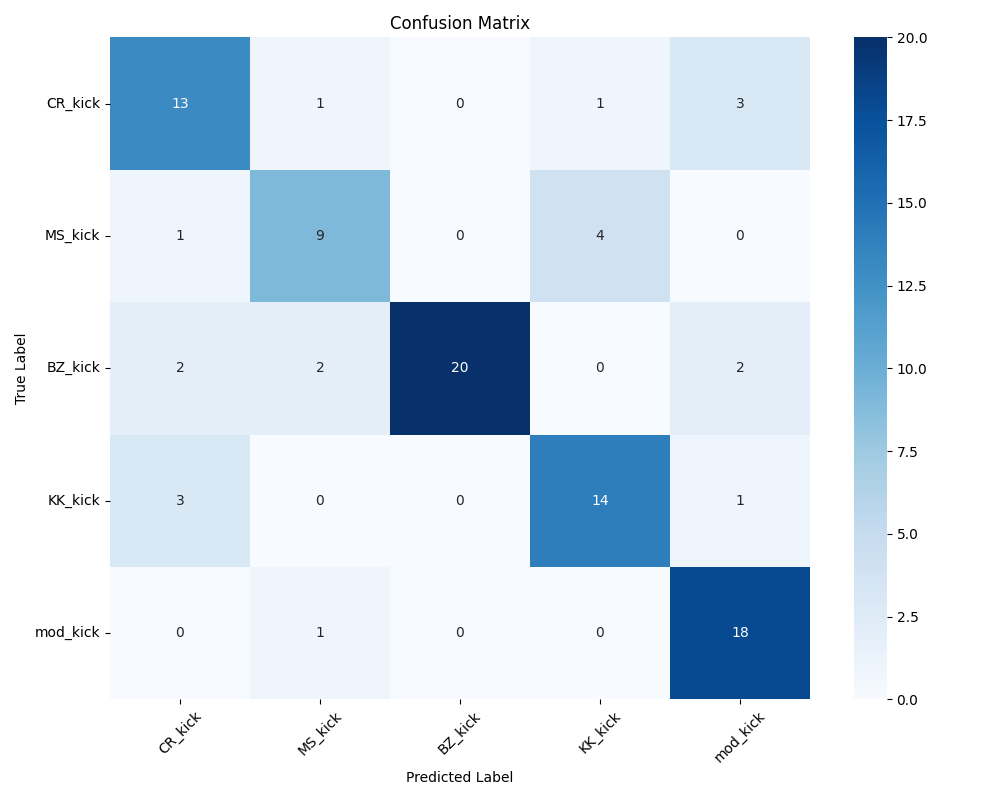 Confusion Matrix
True Label
CR_kick 13 1 0 1 3
MS_kick 1 9 0 4 0
BZ_kick 2 2 20 0 2
KK_kick 3 0 0 14 1
mod_kick 0 1 0 0 18
CR_kick MS_kick BZ_kick KK_kick mod_kick
Predicted Label
20.0
17.5
15.0
12.5
10.0
7.5
5.0
2.5
0.0